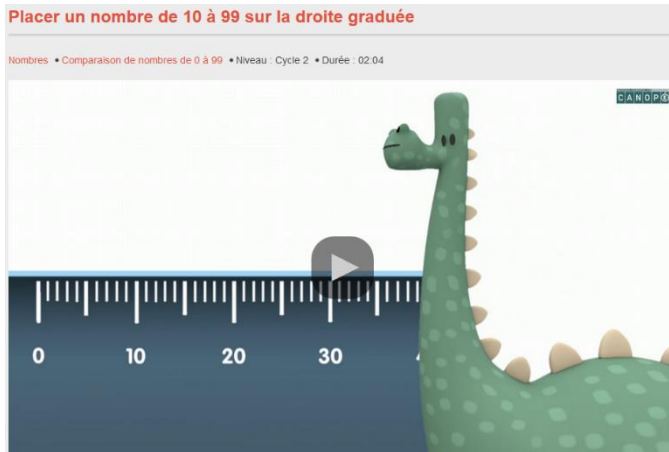 Placer un nombre de 10 à 99 sur la droite graduée
Nombres • Comparaison de nombres de 0 à 99 • Niveau : Cycle 2 • Durée : 02:04
CANOPÉ
0 10 20 30